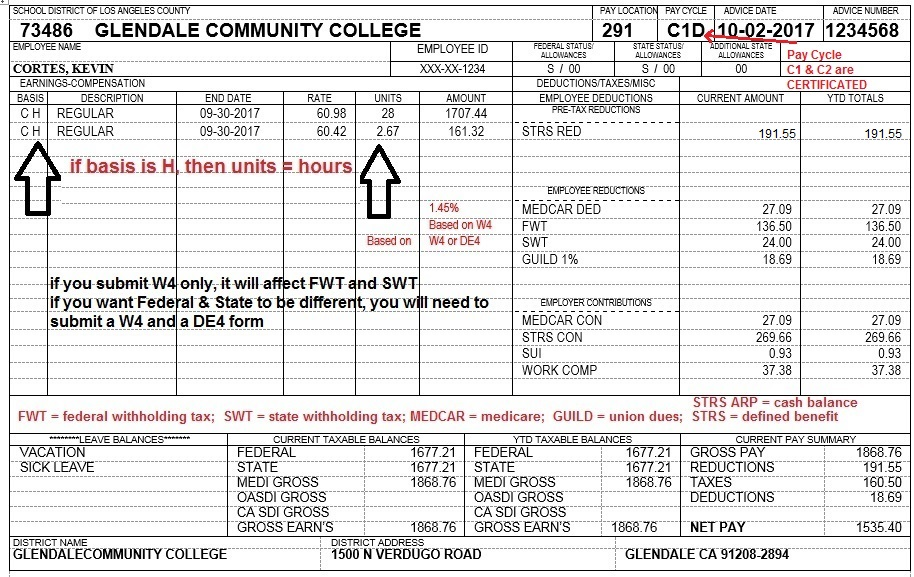 SCHOOL DISTRICT OF LOS ANGELES COUNTY PAY LOCATION PAY CYCLE ADVICE DATE ADVICE NUMBER
73486 GLENDALE COMMUNITY COLLEGE 291 C1D 10-02-2017 1234568
EMPLOYEE NAME EMPLOYEE ID FEDERAL STATUS/ ALLOWANCES STATE STATUS/ ALLOWANCES ADDITIONAL STATE ALLOWANCES Pay Cycle
CORTES, KEVIN XXX-XX-1234 S / 00 S / 00 00 C1 & C2 are
EARNINGS-COMPENSATION DEDUCTIONS/TAXES/MISC CERTIFICATED
BASIS DESCRIPTION END DATE RATE UNITS AMOUNT EMPLOYEE DEDUCTIONS CURRENT AMOUNT YTD TOTALS
PRE-TAX REDUCTIONS
C H REGULAR 09-30-2017 60.98 28 1707.44
C H REGULAR 09-30-2017 60.42 2.67 161.32 STRS RED 191.55 191.55
if basis is H, then units = hours
EMPLOYEE REDUCTIONS
1.45% MEDCAR DED 27.09 27.09
Based on W4 FWT 136.50 136.50
Based on W4 or DE4 SWT 24.00 24.00
GUILD 1% 18.69 18.69
if you submit W4 only, it will affect FWT and SWT
if you want Federal & State to be different, you will need to
submit a W4 and a DE4 form
EMPLOYER CONTRIBUTIONS
MEDCAR CON 27.09 27.09
STRS CON 269.66 269.66
SUI 0.93 0.93
WORK COMP 37.38 37.38
STRS ARP = cash balance
FWT = federal withholding tax; SWT = state withholding tax; MEDCAR = medicare; GUILD = union dues; STRS = defined benefit
********LEAVE BALANCES******* CURRENT TAXABLE BALANCES YTD TAXABLE BALANCES CURRENT PAY SUMMARY
VACATION FEDERAL 1677.21 FEDERAL 1677.21 GROSS PAY 1868.76
SICK LEAVE STATE 1677.21 STATE 1677.21 REDUCTIONS 191.55
MEDI GROSS 1868.76 MEDI GROSS 1868.76 TAXES 160.50
OASDI GROSS OASDI GROSS DEDUCTIONS 18.69
CA SDI GROSS CA SDI GROSS
GROSS EARN'S 1868.76 GROSS EARN'S 1868.76 NET PAY 1535.40
DISTRICT NAME DISTRICT ADDRESS
GLENDALECOMMUNITY COLLEGE 1500 N VERDUGO ROAD GLENDALE CA 91208-2894